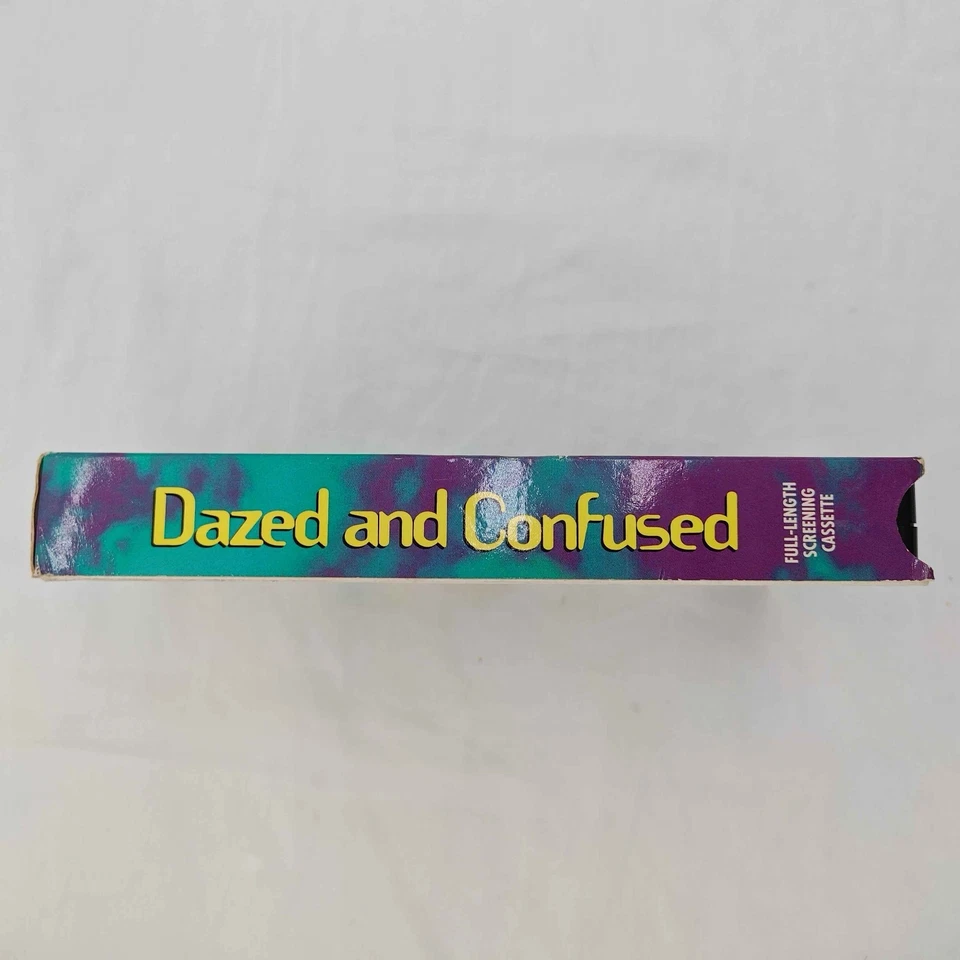 Dazed and Confused
FULL-LENGTH
SCREENING
CASSETTE